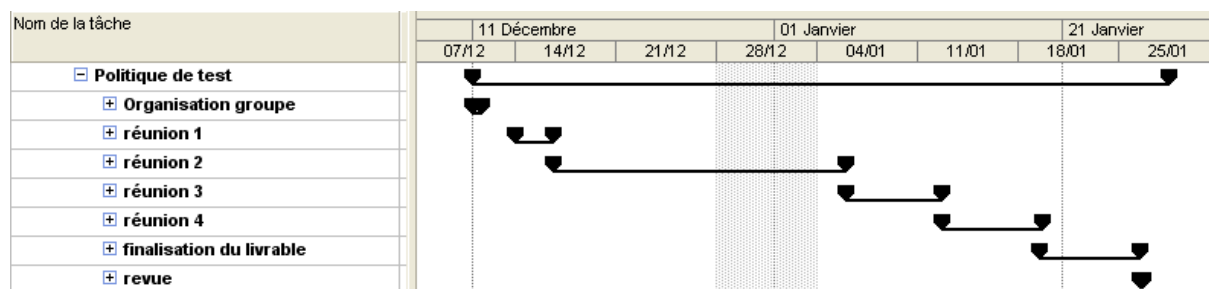 Nom de la tâche
11 Décembre 01 Janvier 21 Janvier
07/12 14/12 21/12 28/12 04/01 11/01 18/01 25/01
Politique de test
Organisation groupe
réunion 1
réunion 2
réunion 3
réunion 4
finalisation du livrable
revue